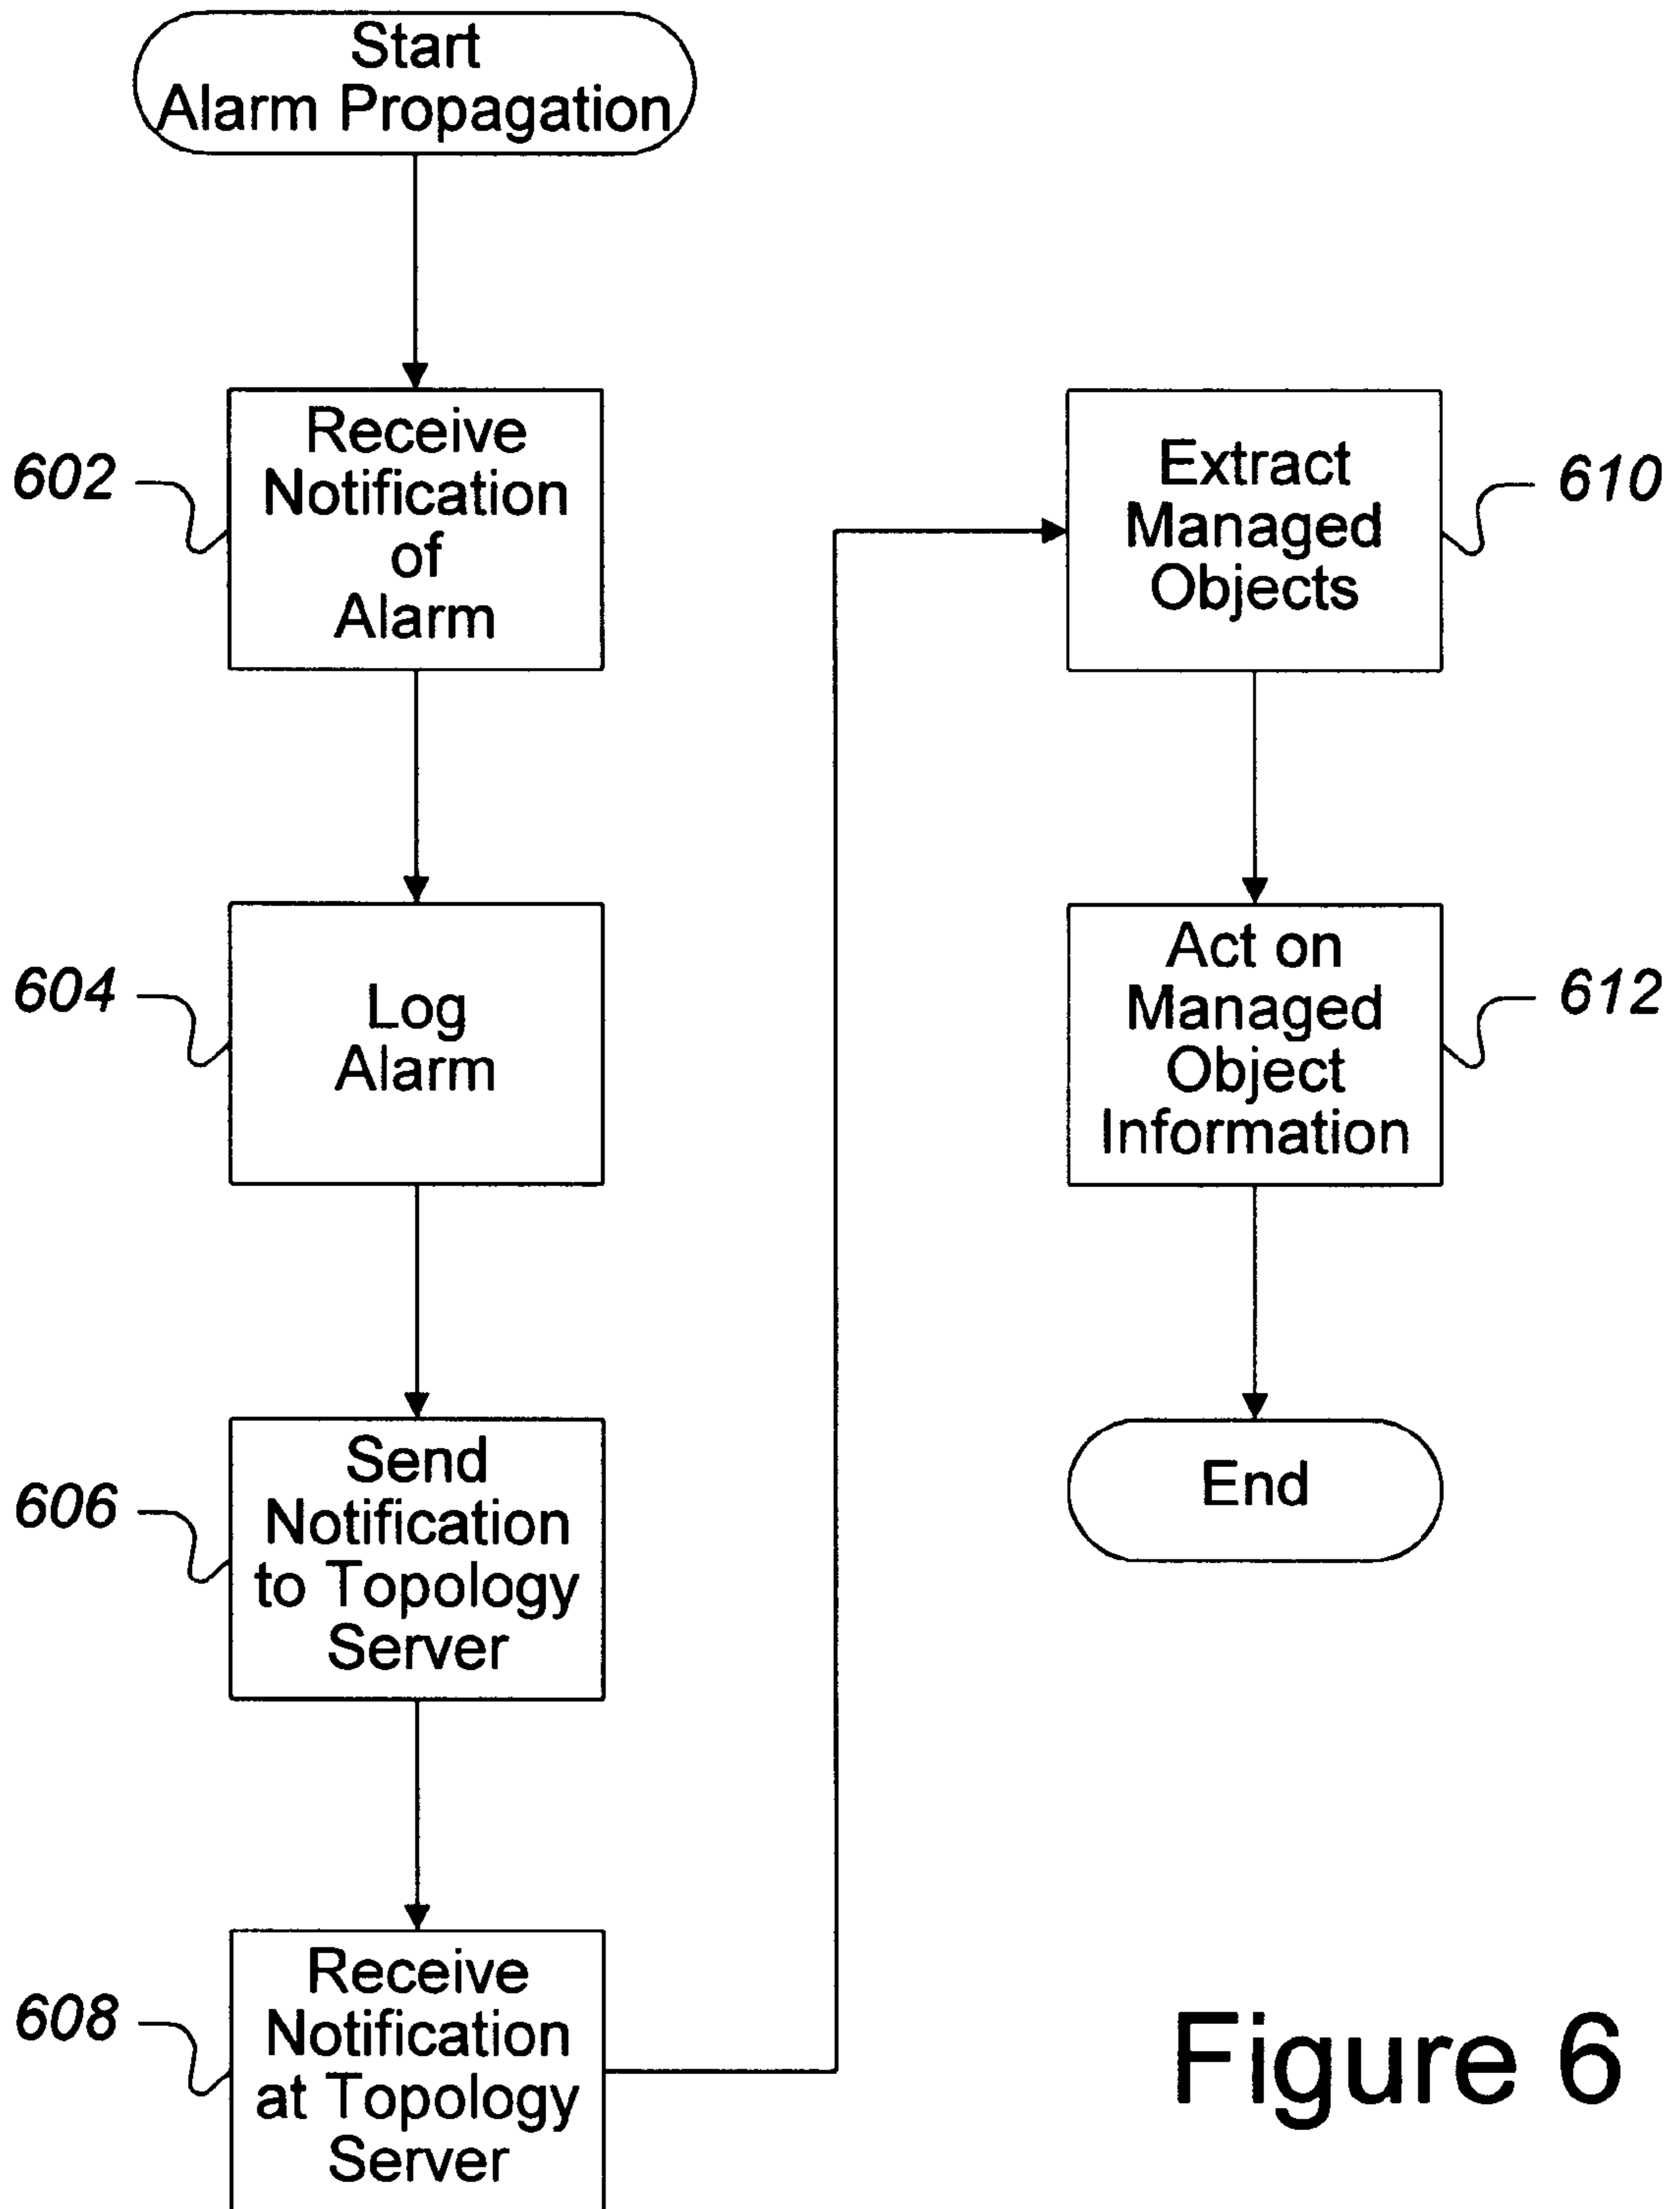 Start
Alarm Propagation
602
Receive
Notification
of
Alarm
604
Log
Alarm
606
Send
Notification
to Topology
Server
608
Receive
Notification
at Topology
Server
Extract
Managed
Objects
610
Act on
Managed
Object
Information
612
End
Figure 6